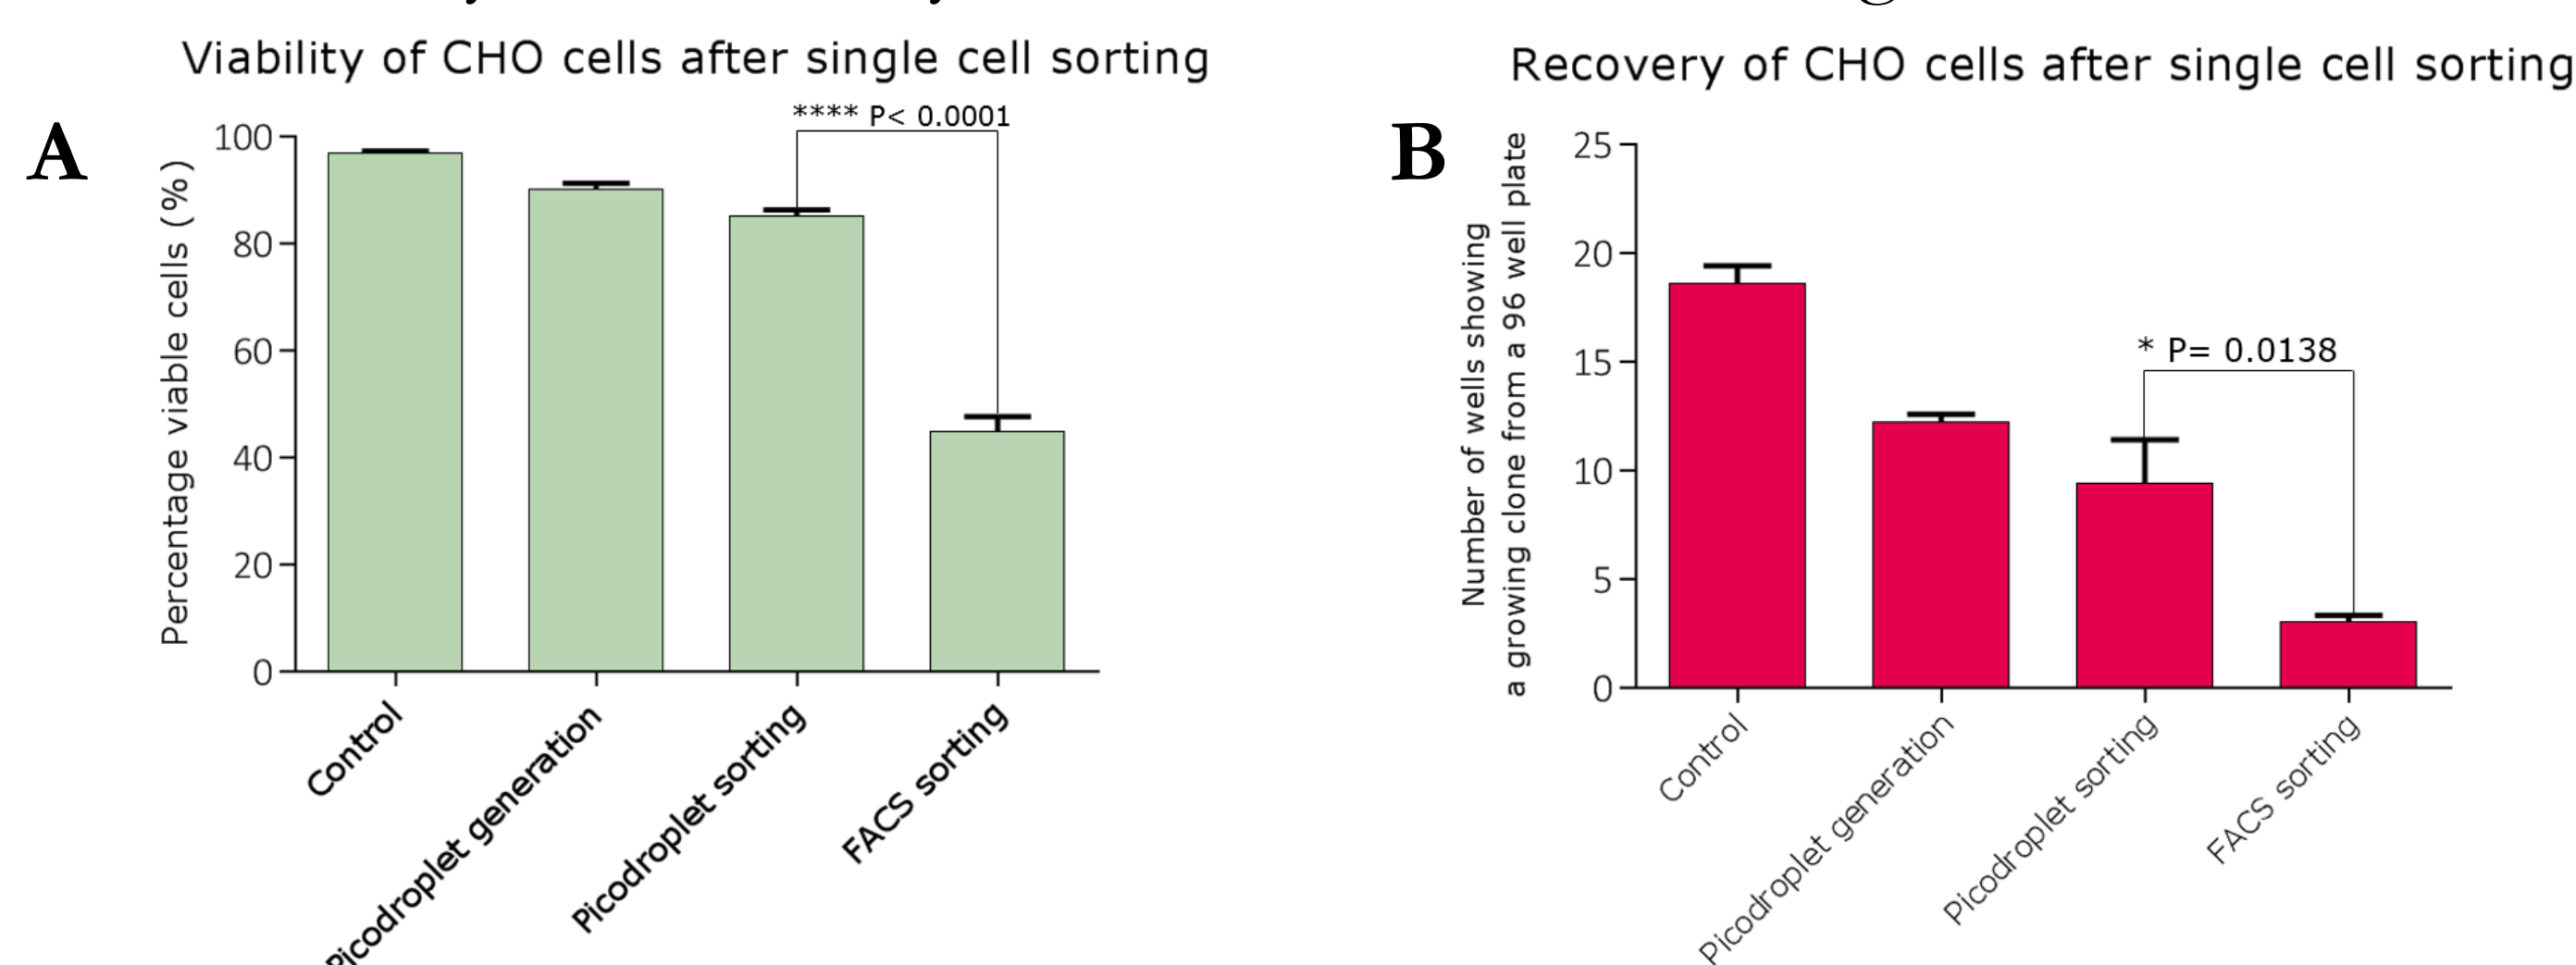 Viability of CHO cells after single cell sorting
A
**** P< 0.0001
Percentage viable cells (%)
100
80
60
40
20
0
Control
Picodroplet generation
Picodroplet sorting
FACS sorting
Recovery of CHO cells after single cell sorting
B
* P= 0.0138
Number of wells showing
a growing clone from a 96 well plate
25
20
15
10
5
0
Control
Picodroplet generation
Picodroplet sorting
FACS sorting